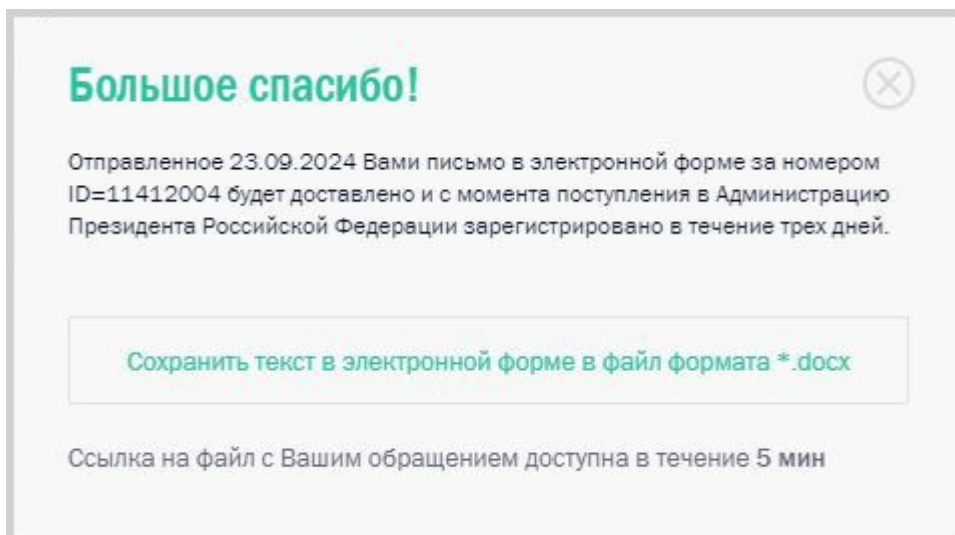 Большое спасибо!
Отправленное 23.09.2024 Вами письмо в электронной форме за номером
ID=11412004 будет доставлено и с момента поступления в Администрацию
Президента Российской Федерации зарегистрировано в течение трех дней.
Сохранить текст в электронной форме в файл формата *.docx
Ссылка на файл с Вашим обращением доступна в течение 5 мин